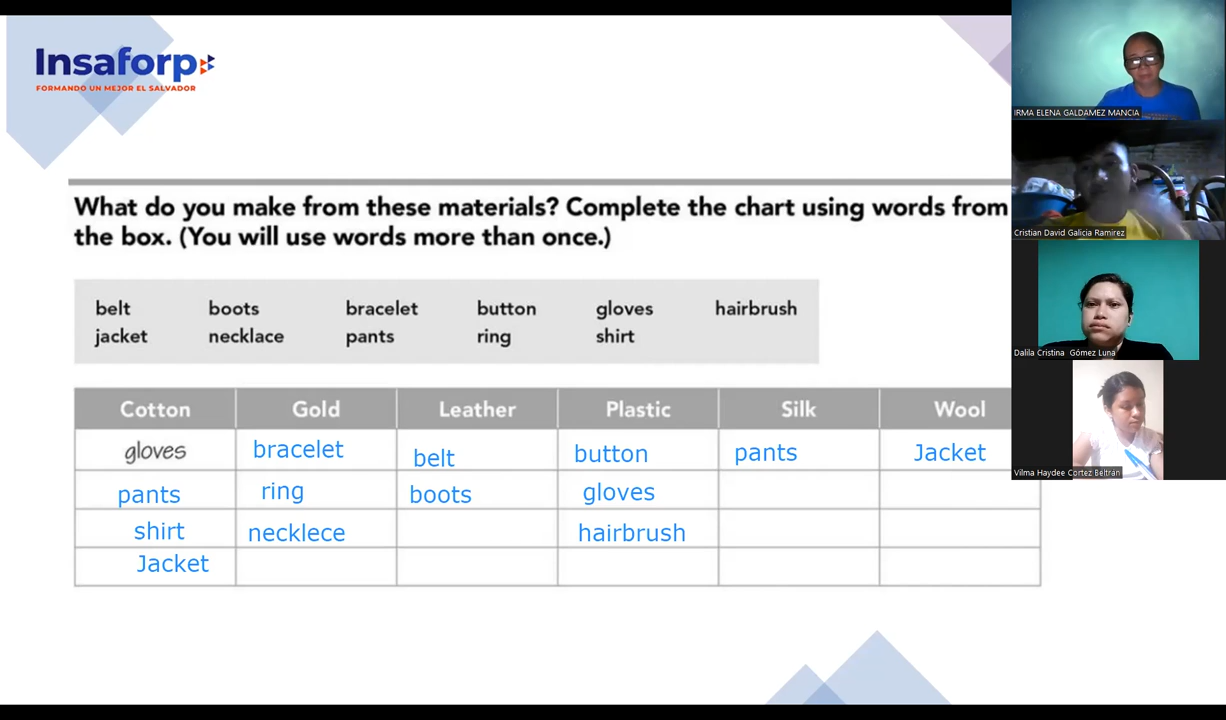 Insaforp
FORMANDO UN MEJOR EL SALVADOR
What do you make from these materials? Complete the chart using words from
the box. (You will use words more than once.)
belt boots bracelet button gloves hairbrush
jacket necklace pants ring shirt
Cotton Gold Leather Plastic Silk Wool
gloves bracelet belt button pants Jacket
pants ring boots gloves
shirt necklece hairbrush
Jacket
IRMA ELENA GALDAMEZ MANCIA
Cristian David Galicia Ramirez
Dalila Cristina Gómez Luna
Vilma Haydee Cortez Beltrán